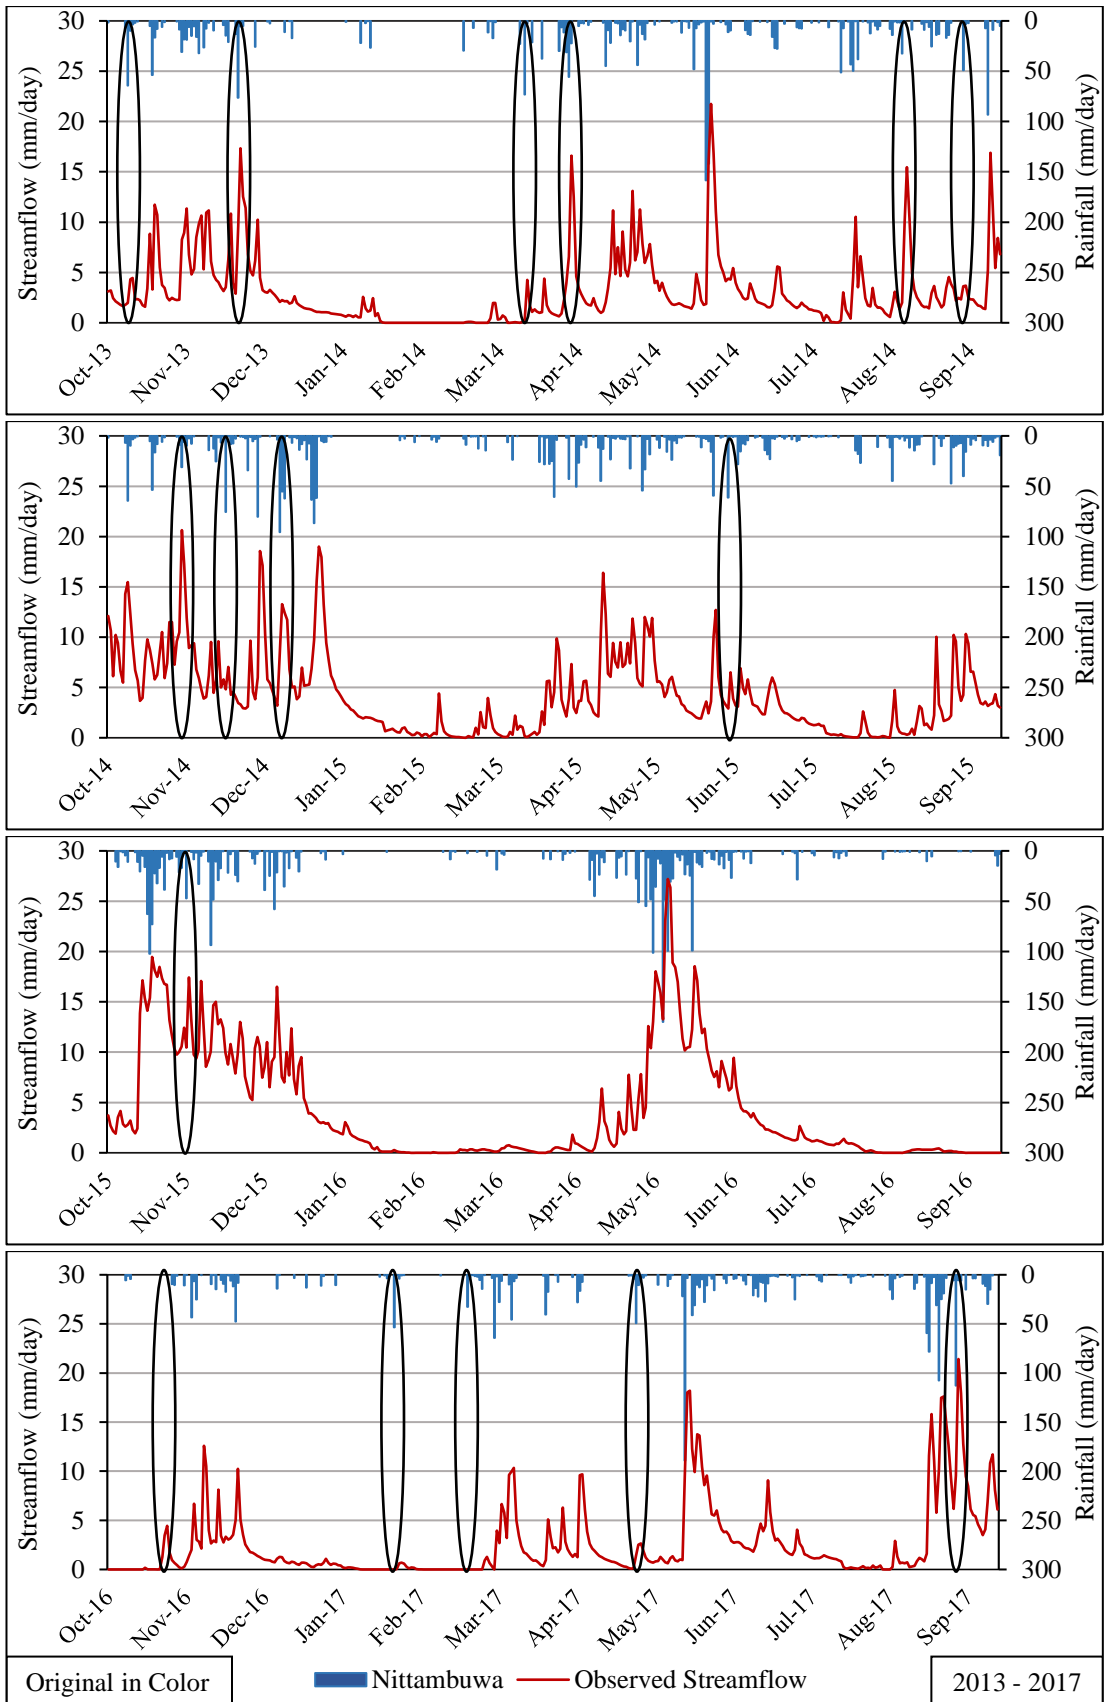 30
25
20
15
10
5
0
Streamflow (mm/day)
0
50
100
150
200
250
300
Rainfall (mm/day)
Oct-13
Nov-13
Dec-13
Jan-14
Feb-14
Mar-14
Apr-14
May-14
Jun-14
Jul-14
Aug-14
Sep-14
30
25
20
15
10
5
0
Streamflow (mm/day)
0
50
100
150
200
250
300
Rainfall (mm/day)
Oct-14
Nov-14
Dec-14
Jan-15
Feb-15
Mar-15
Apr-15
May-15
Jun-15
Jul-15
Aug-15
Sep-15
30
25
20
15
10
5
0
Streamflow (mm/day)
0
50
100
150
200
250
300
Rainfall (mm/day)
Oct-15
Nov-15
Dec-15
Jan-16
Feb-16
Mar-16
Apr-16
May-16
Jun-16
Jul-16
Aug-16
Sep-16
30
25
20
15
10
5
0
Streamflow (mm/day)
0
50
100
150
200
250
300
Rainfall (mm/day)
Oct-16
Nov-16
Dec-16
Jan-17
Feb-17
Mar-17
Apr-17
May-17
Jun-17
Jul-17
Aug-17
Sep-17
Original in Color
Nittambuwa
Observed Streamflow
2013 - 2017